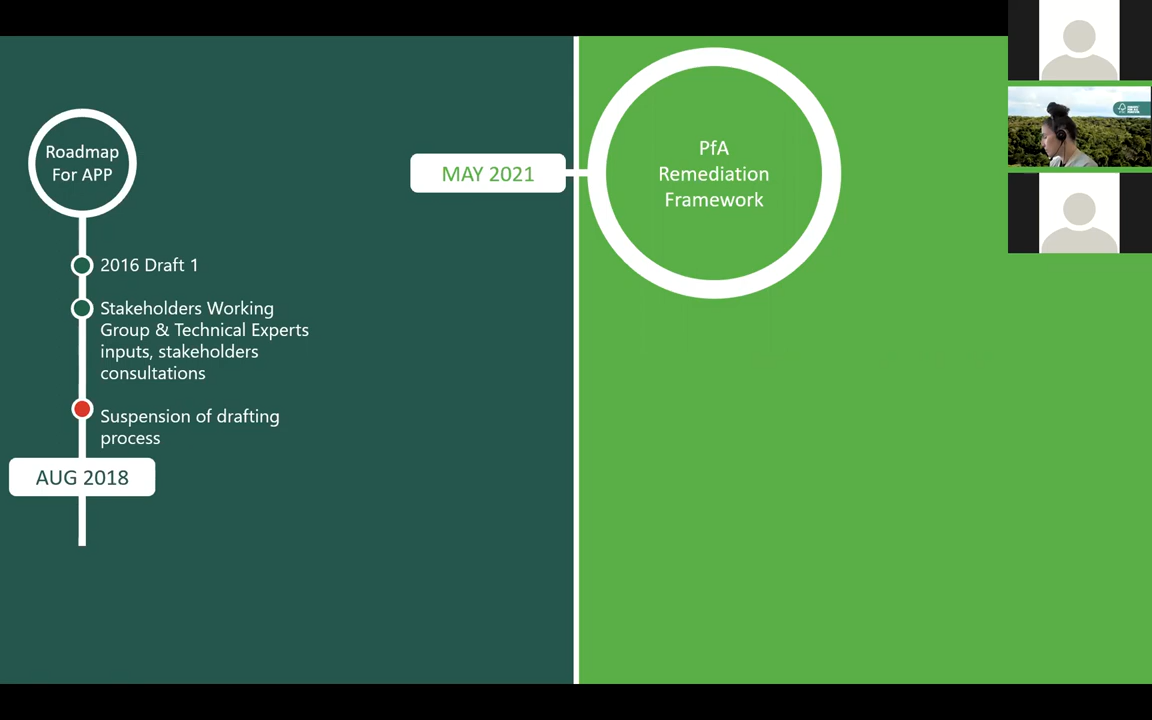 Roadmap
For APP
2016 Draft 1
Stakeholders Working
Group & Technical Experts
inputs, stakeholders
consultations
Suspension of drafting
process
AUG 2018
MAY 2021
PfA
Remediation
Framework